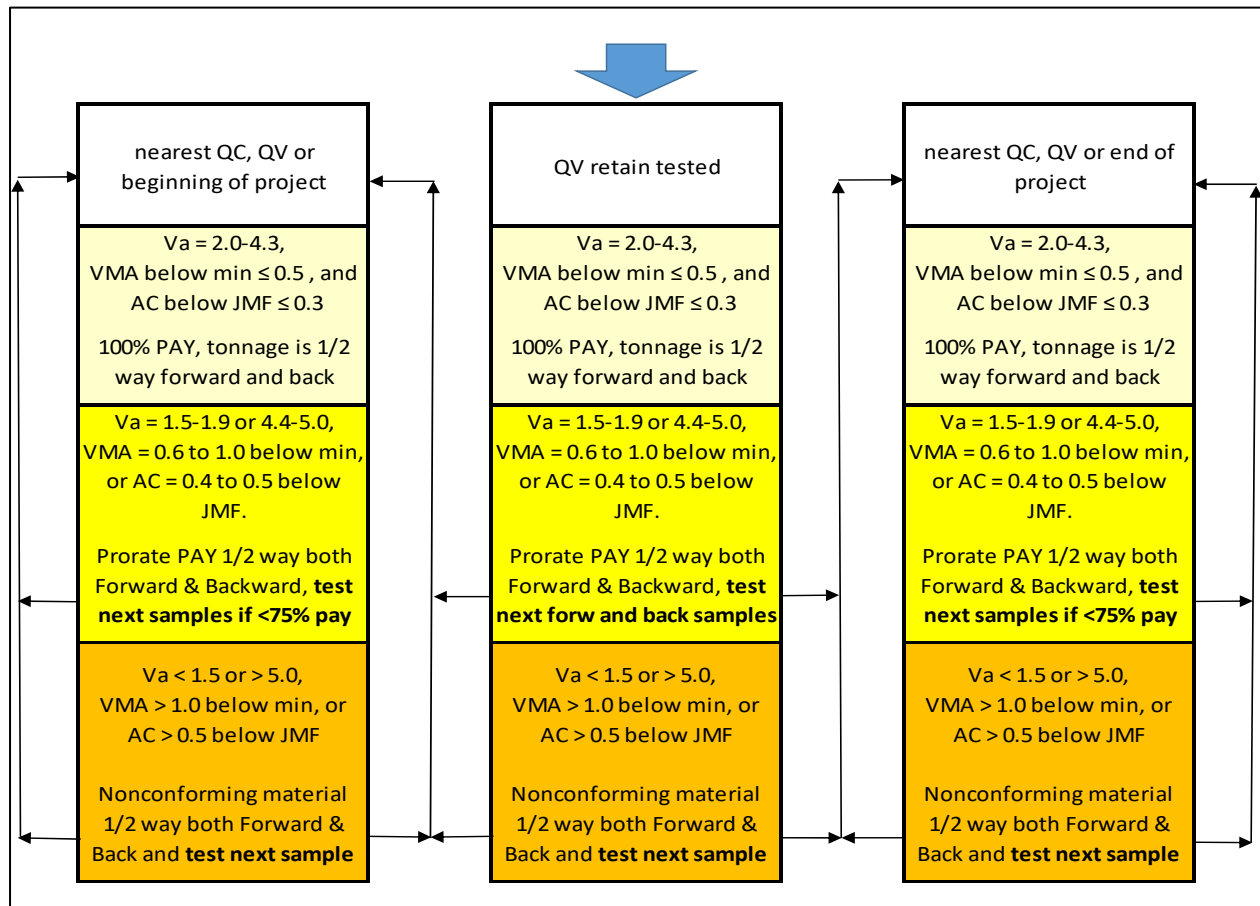 nearest QC, QV or
beginning of project
Va = 2.0-4.3,
VMA below min ≤ 0.5 , and
AC below JMF ≤ 0.3
100% PAY, tonnage is 1/2
way forward and back
Va = 1.5-1.9 or 4.4-5.0,
VMA = 0.6 to 1.0 below min,
or AC = 0.4 to 0.5 below
JMF.
Prorate PAY 1/2 way both
Forward & Backward, test
next samples if <75% pay
Va < 1.5 or > 5.0,
VMA > 1.0 below min, or
AC > 0.5 below JMF
Nonconforming material
1/2 way both Forward &
Back and test next sample
QV retain tested
Va = 2.0-4.3,
VMA below min ≤ 0.5 , and
AC below JMF ≤ 0.3
100% PAY, tonnage is 1/2
way forward and back
Va = 1.5-1.9 or 4.4-5.0,
VMA = 0.6 to 1.0 below min,
or AC = 0.4 to 0.5 below
JMF.
Prorate PAY 1/2 way both
Forward & Backward, test
next forw and back samples
Va < 1.5 or > 5.0,
VMA > 1.0 below min, or
AC > 0.5 below JMF
Nonconforming material
1/2 way both Forward &
Back and test next sample
nearest QC, QV or end of
project
Va = 2.0-4.3,
VMA below min ≤ 0.5 , and
AC below JMF ≤ 0.3
100% PAY, tonnage is 1/2
way forward and back
Va = 1.5-1.9 or 4.4-5.0,
VMA = 0.6 to 1.0 below min,
or AC = 0.4 to 0.5 below
JMF.
Prorate PAY 1/2 way both
Forward & Backward, test
next samples if <75% pay
Va < 1.5 or > 5.0,
VMA > 1.0 below min, or
AC > 0.5 below JMF
Nonconforming material
1/2 way both Forward &
Back and test next sample